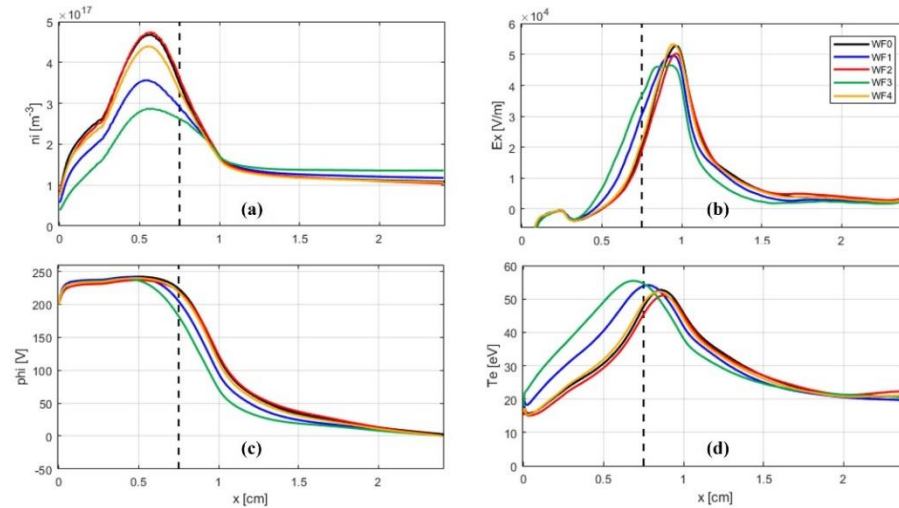 ×10^17
5
4
3
2
1
0
ni [m^-3]
0 0.5 1 1.5 2
(a)
×10^4
6
5
4
3
2
1
0
Ex [V/m]
0 0.5 1 1.5 2
(b)
WF0
WF1
WF2
WF3
WF4
250
200
150
100
50
0
-50
phi [V]
0 0.5 1 1.5 2
x [cm]
(c)
60
50
40
30
20
10
0
Te [eV]
0 0.5 1 1.5 2
x [cm]
(d)